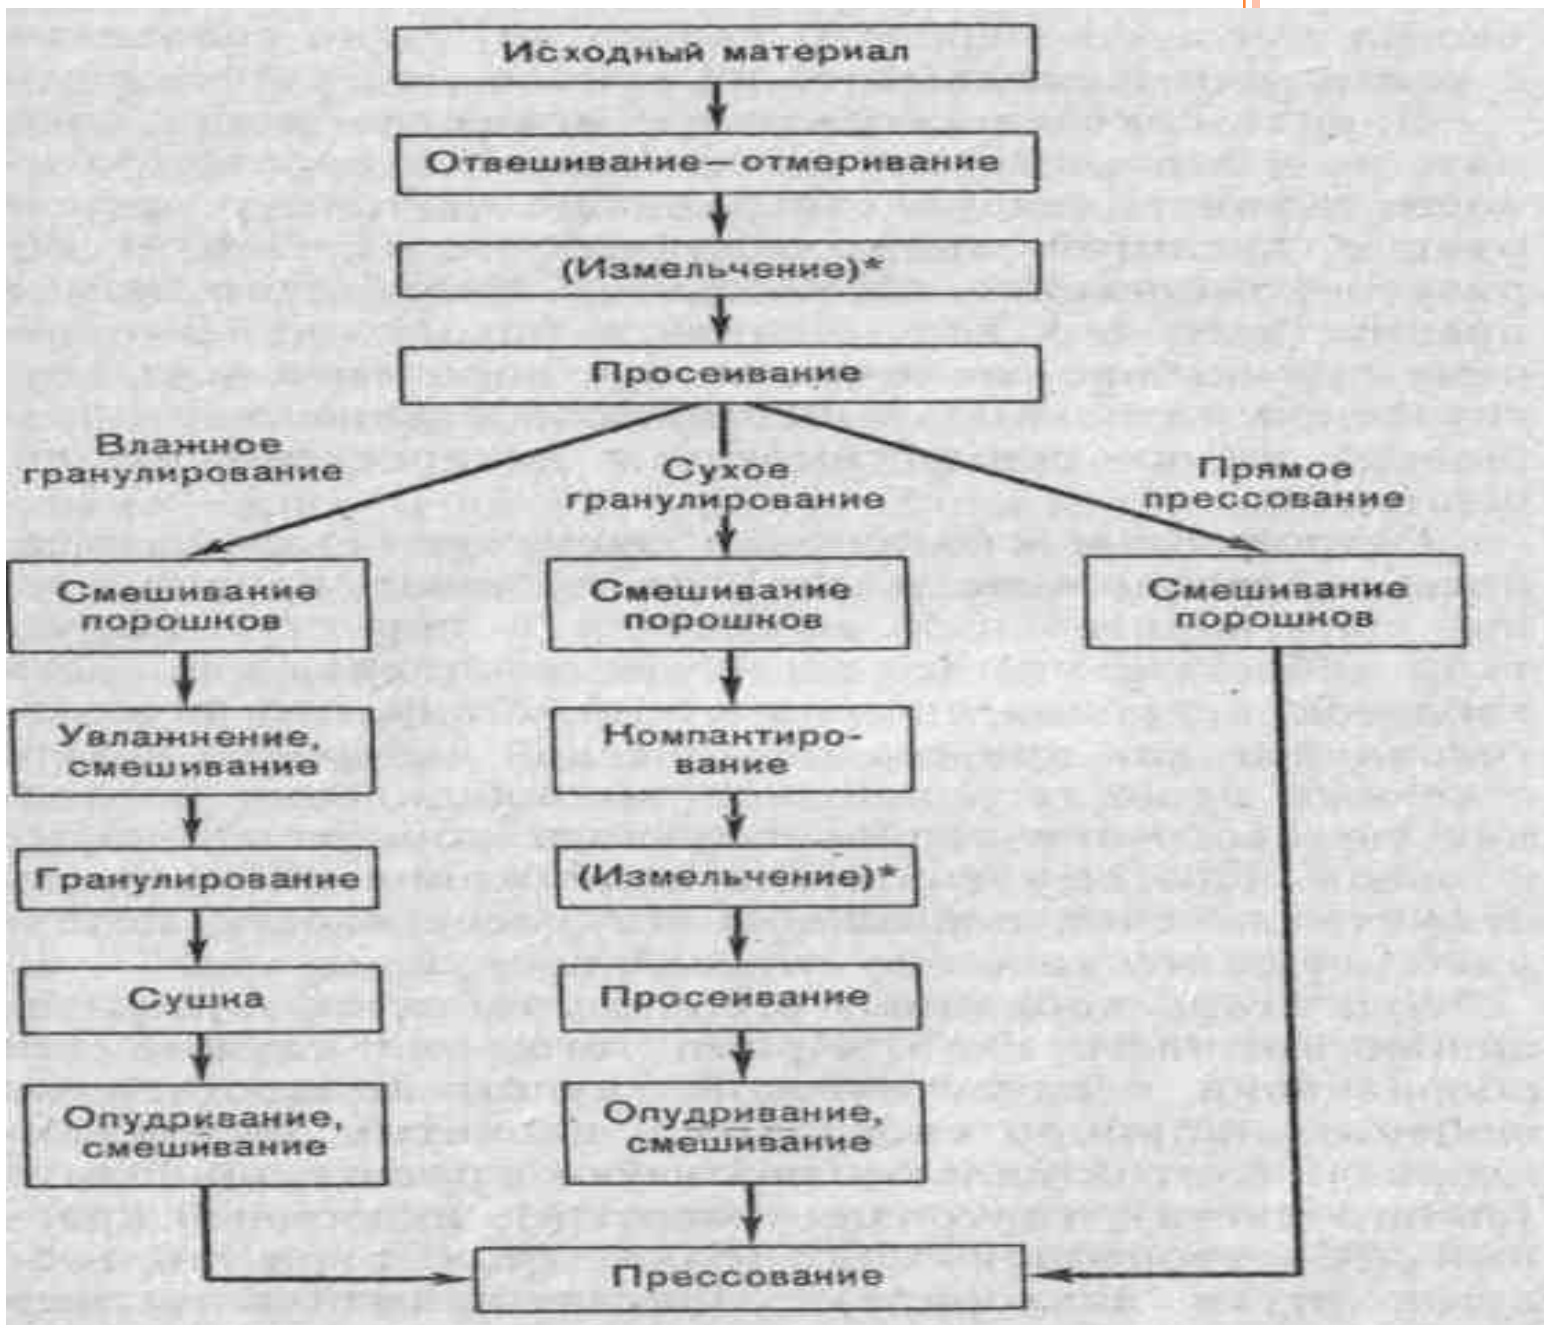 Исходный материал
Отвешивание—отмеривание
(Измельчение)*
Просеивание
Влажное
гранулирование
Сухое
гранулирование
Прямое
прессование
Смешивание
порошков
Смешивание
порошков
Смешивание
порошков
Увлажнение,
смешивание
Компактиро-
вание
Гранулирование
(Измельчение)*
Сушка
Просеивание
Опудривание,
смешивание
Опудривание,
смешивание
Прессование